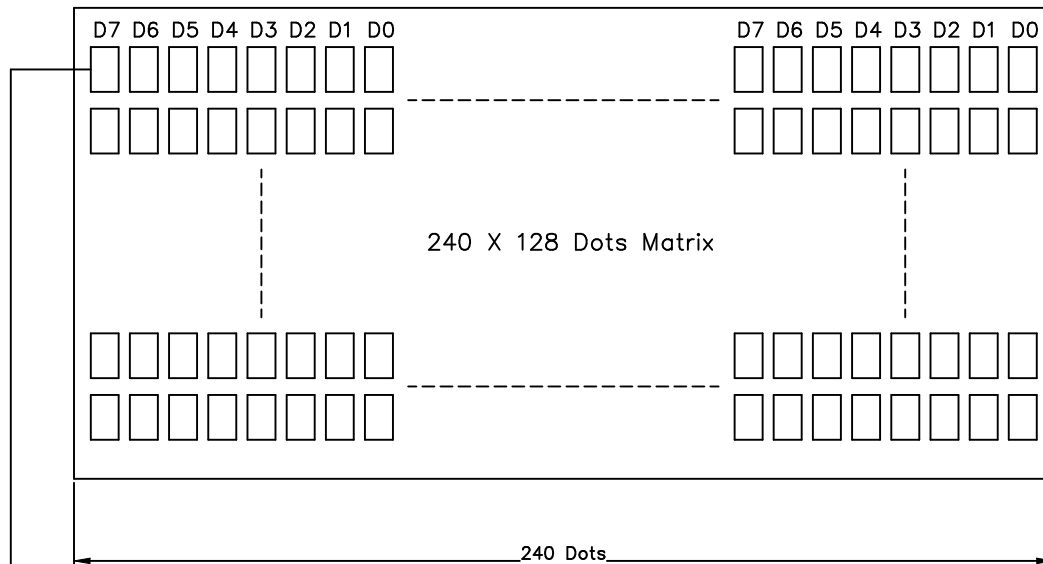 D7 D6 D5 D4 D3 D2 D1 D0 D7 D6 D5 D4 D3 D2 D1 D0
240 X 128 Dots Matrix
240 Dots